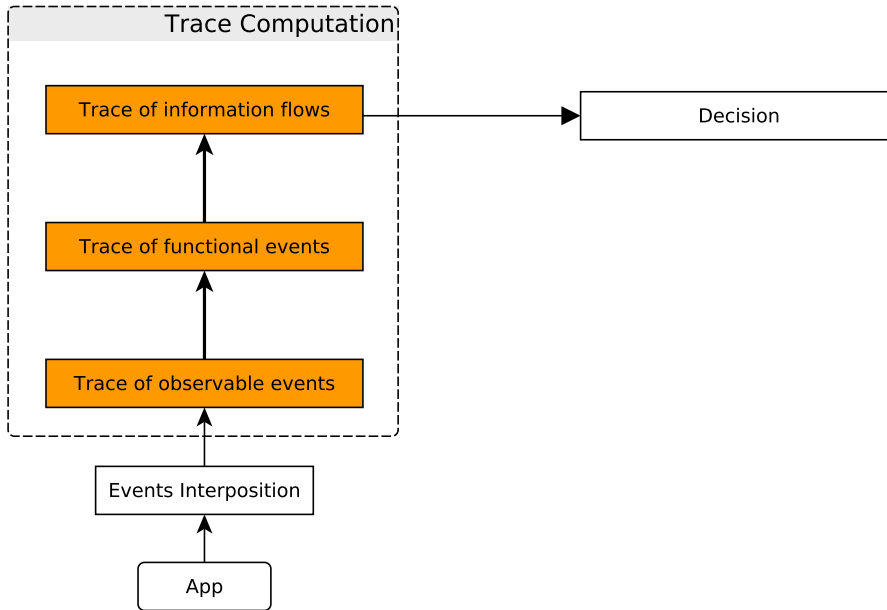 Trace Computation
Trace of information flows
Decision
Trace of functional events
Trace of observable events
Events Interposition
App